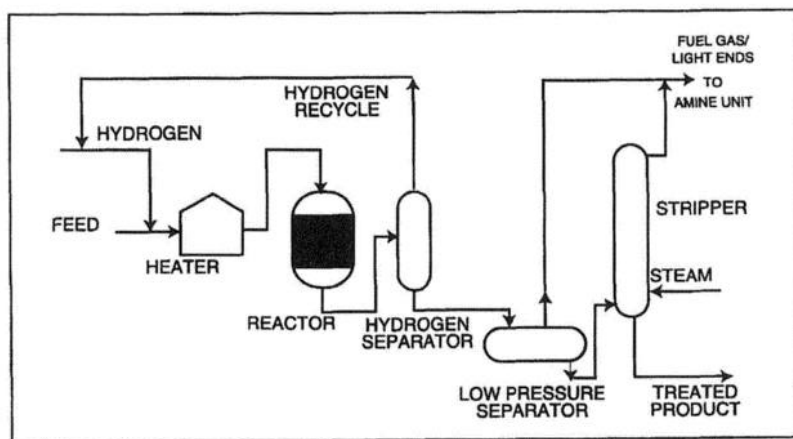 FUEL GAS/
LIGHT ENDS
TO
AMINE UNIT
HYDROGEN
RECYCLE
HYDROGEN
FEED
HEATER
REACTOR
HYDROGEN
SEPARATOR
STRIPPER
STEAM
LOW PRESSURE
SEPARATOR
TREATED
PRODUCT